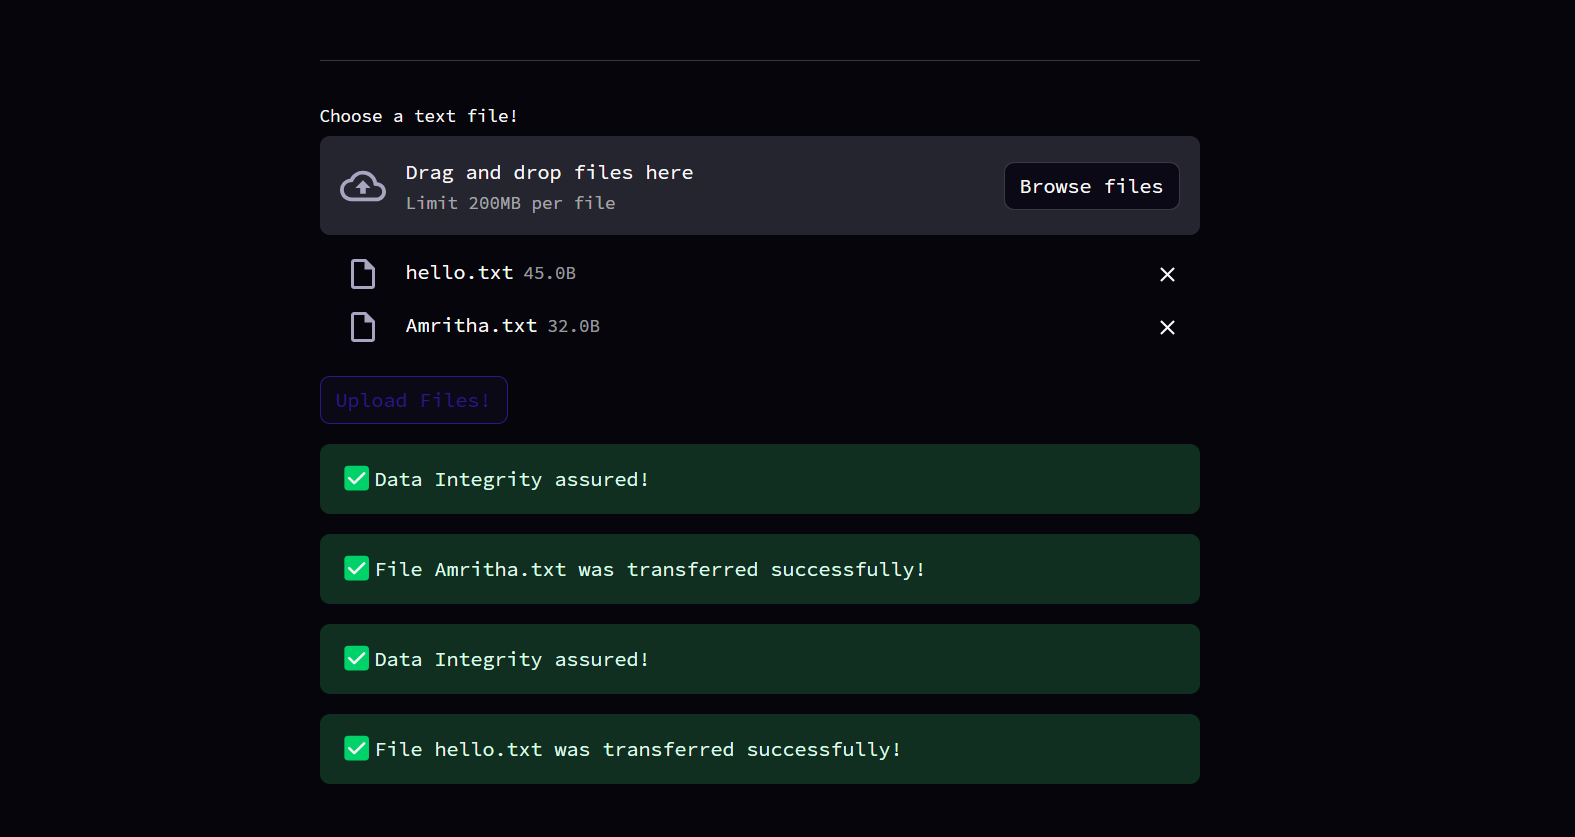 Choose a text file!
Drag and drop files here
Limit 200MB per file
Browse files
hello.txt 45.0B
Amritha.txt 32.0B
Upload Files!
Data Integrity assured!
File Amritha.txt was transferred successfully!
Data Integrity assured!
File hello.txt was transferred successfully!